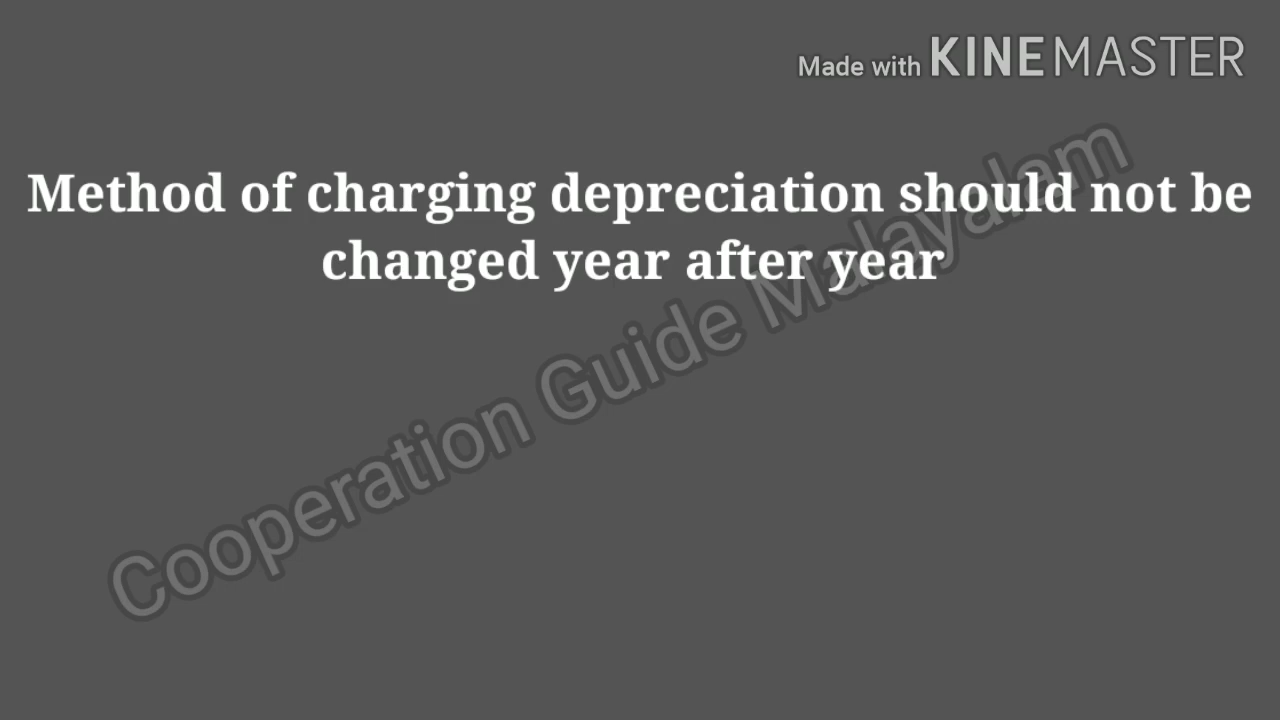 Made with KINEMASTER
Method of charging depreciation should not be
changed year after year
Cooperation Guide Malayalam